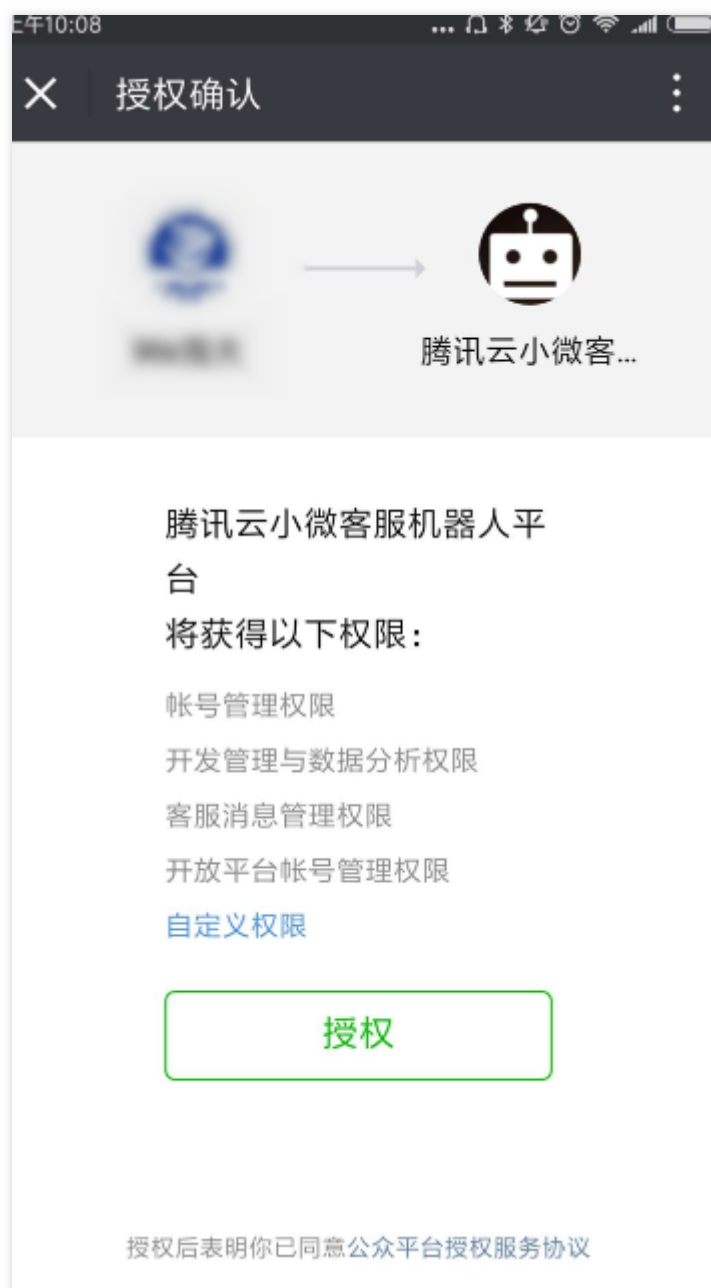 上午10:08
授权确认
腾讯云小微客...
腾讯云小微客服机器人平
台
将获得以下权限：
帐号管理权限
开发管理与数据分析权限
客服消息管理权限
开放平台帐号管理权限
自定义权限
授权
授权后表明你已同意公众平台授权服务协议